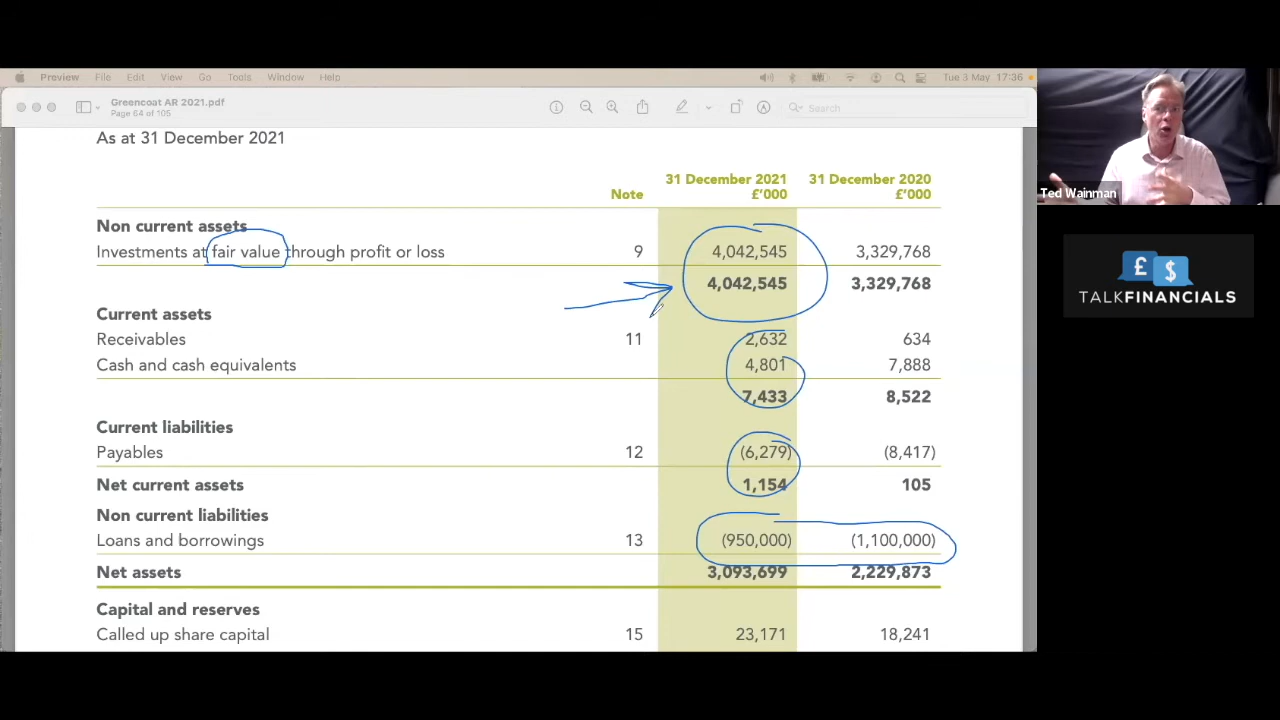 Preview File Edit View Go Tools Window Help Tue 3 May 17:36
Greencoat AR 2021.pdf
Page 64 of 105
Search
As at 31 December 2021
31 December 2021 31 December 2020
Note £'000 £'000
Non current assets
Investments at fair value through profit or loss 9 4,042,545 3,329,768
4,042,545 3,329,768
Current assets
Receivables 11 2,632 634
Cash and cash equivalents 4,801 7,888
7,433 8,522
Current liabilities
Payables 12 (6,279) (8,417)
Net current assets 1,154 105
Non current liabilities
Loans and borrowings 13 (950,000) (1,100,000)
Net assets 3,093,699 2,229,873
Capital and reserves
Called up share capital 15 23,171 18,241
Ted Wainman
£ $
TALKFINANCIALS